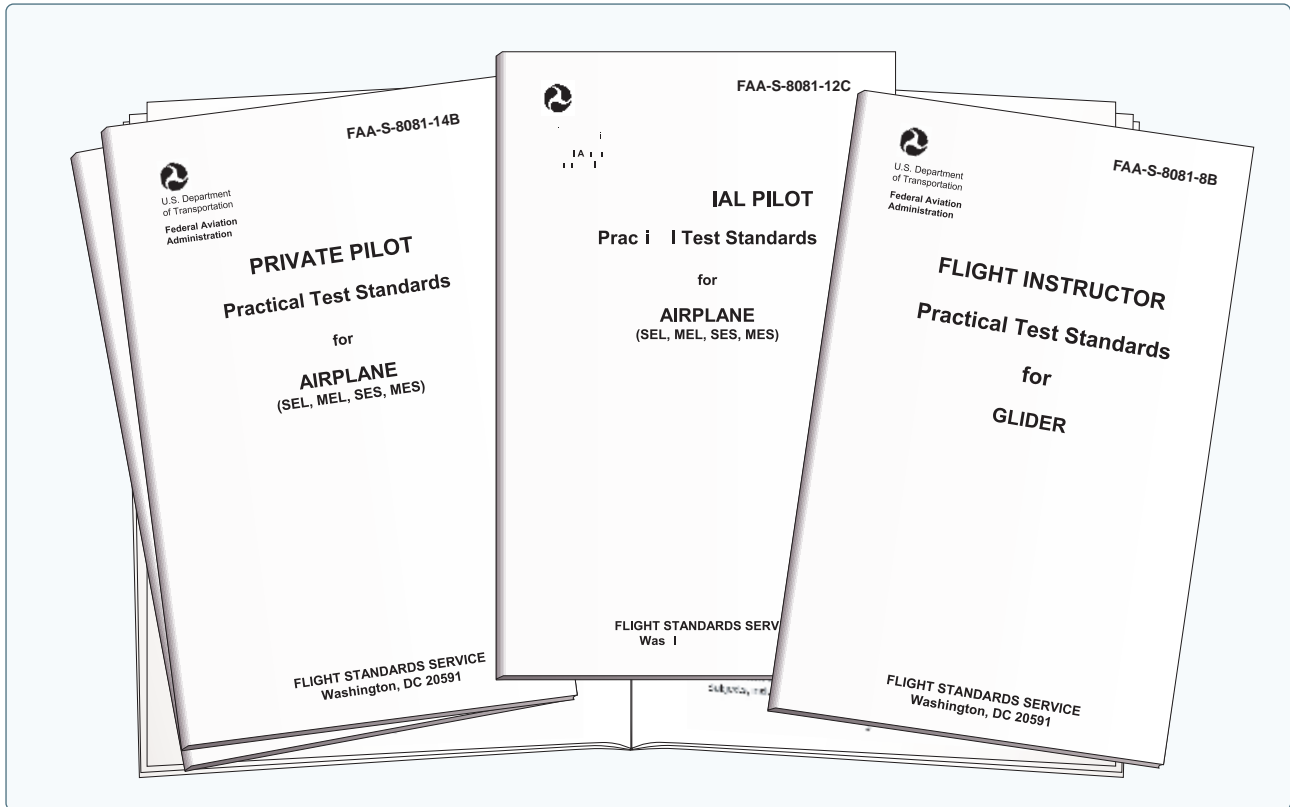 FAA-S-8081-14B
U.S. Department
of Transportation
Federal Aviation
Administration
PRIVATE PILOT
Practical Test Standards
for
AIRPLANE
(SEL, MEL, SES, MES)
FLIGHT STANDARDS SERVICE
Washington, DC 20591
FAA-S-8081-12C
IAL PILOT
Test Standards
for
AIRPLANE
(SEL, MEL, SES, MES)
FLIGHT STANDARDS SERV
Was
FAA-S-8081-8B
U.S. Department
of Transportation
Federal Aviation
Administration
FLIGHT INSTRUCTOR
Practical Test Standards
for
GLIDER
FLIGHT STANDARDS SERVICE
Washington, DC 20591